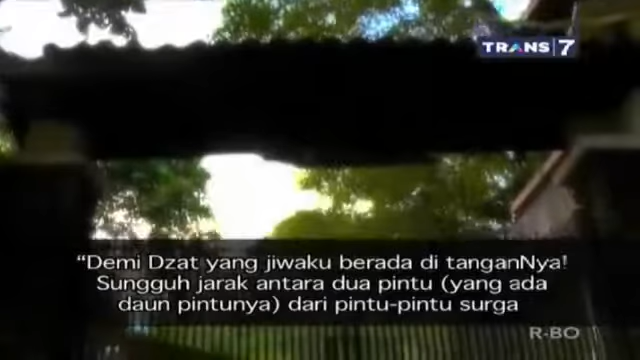 TRANS 7
“Demi Dzat yang jiwaku berada di tanganNya!
Sungguh jarak antara dua pintu (yang ada
daun pintunya) dari pintu-pintu surga
R-BO